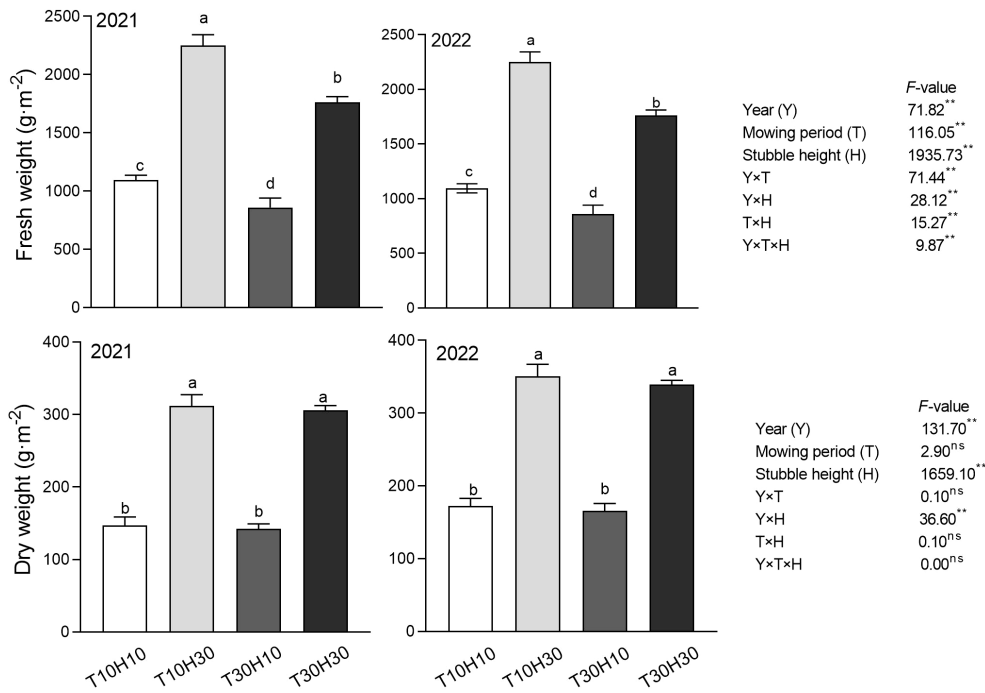 2021
Fresh weight (g·m⁻²)
2500
2000
1500
1000
500
0
c
a
d
b
2022
2500
2000
1500
1000
500
0
c
a
d
b
F-value
Year (Y) 71.82**
Mowing period (T) 116.05**
Stubble height (H) 1935.73**
Y×T 71.44**
Y×H 28.12**
T×H 15.27**
Y×T×H 9.87**
2021
Dry weight (g·m⁻²)
400
300
200
100
0
b
a
b
a
T10H10
T10H30
T30H10
T30H30
2022
400
300
200
100
0
b
a
b
a
T10H10
T10H30
T30H10
T30H30
F-value
Year (Y) 131.70**
Mowing period (T) 2.90ns
Stubble height (H) 1659.10**
Y×T 0.10ns
Y×H 36.60**
T×H 0.10ns
Y×T×H 0.00ns